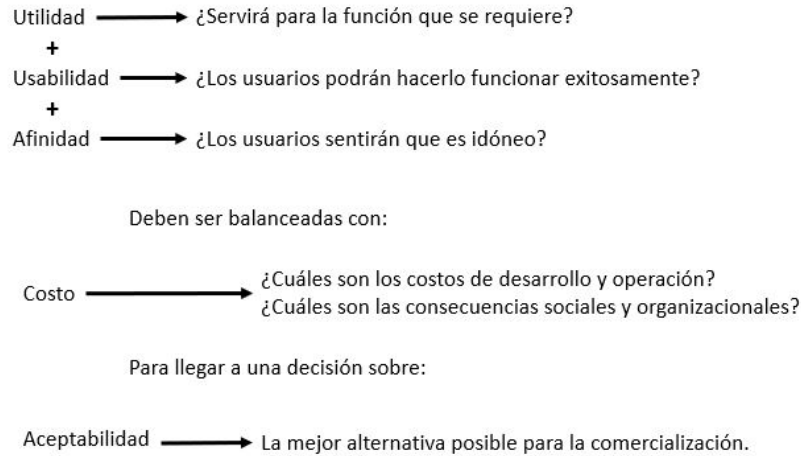 Utilidad ¿Servirá para la función que se requiere?
+
Usabilidad ¿Los usuarios podrán hacerlo funcionar exitosamente?
+
Afinidad ¿Los usuarios sentirán que es idóneo?
Deben ser balanceadas con:
Costo ¿Cuáles son los costos de desarrollo y operación?
¿Cuáles son las consecuencias sociales y organizacionales?
Para llegar a una decisión sobre:
Aceptabilidad La mejor alternativa posible para la comercialización.